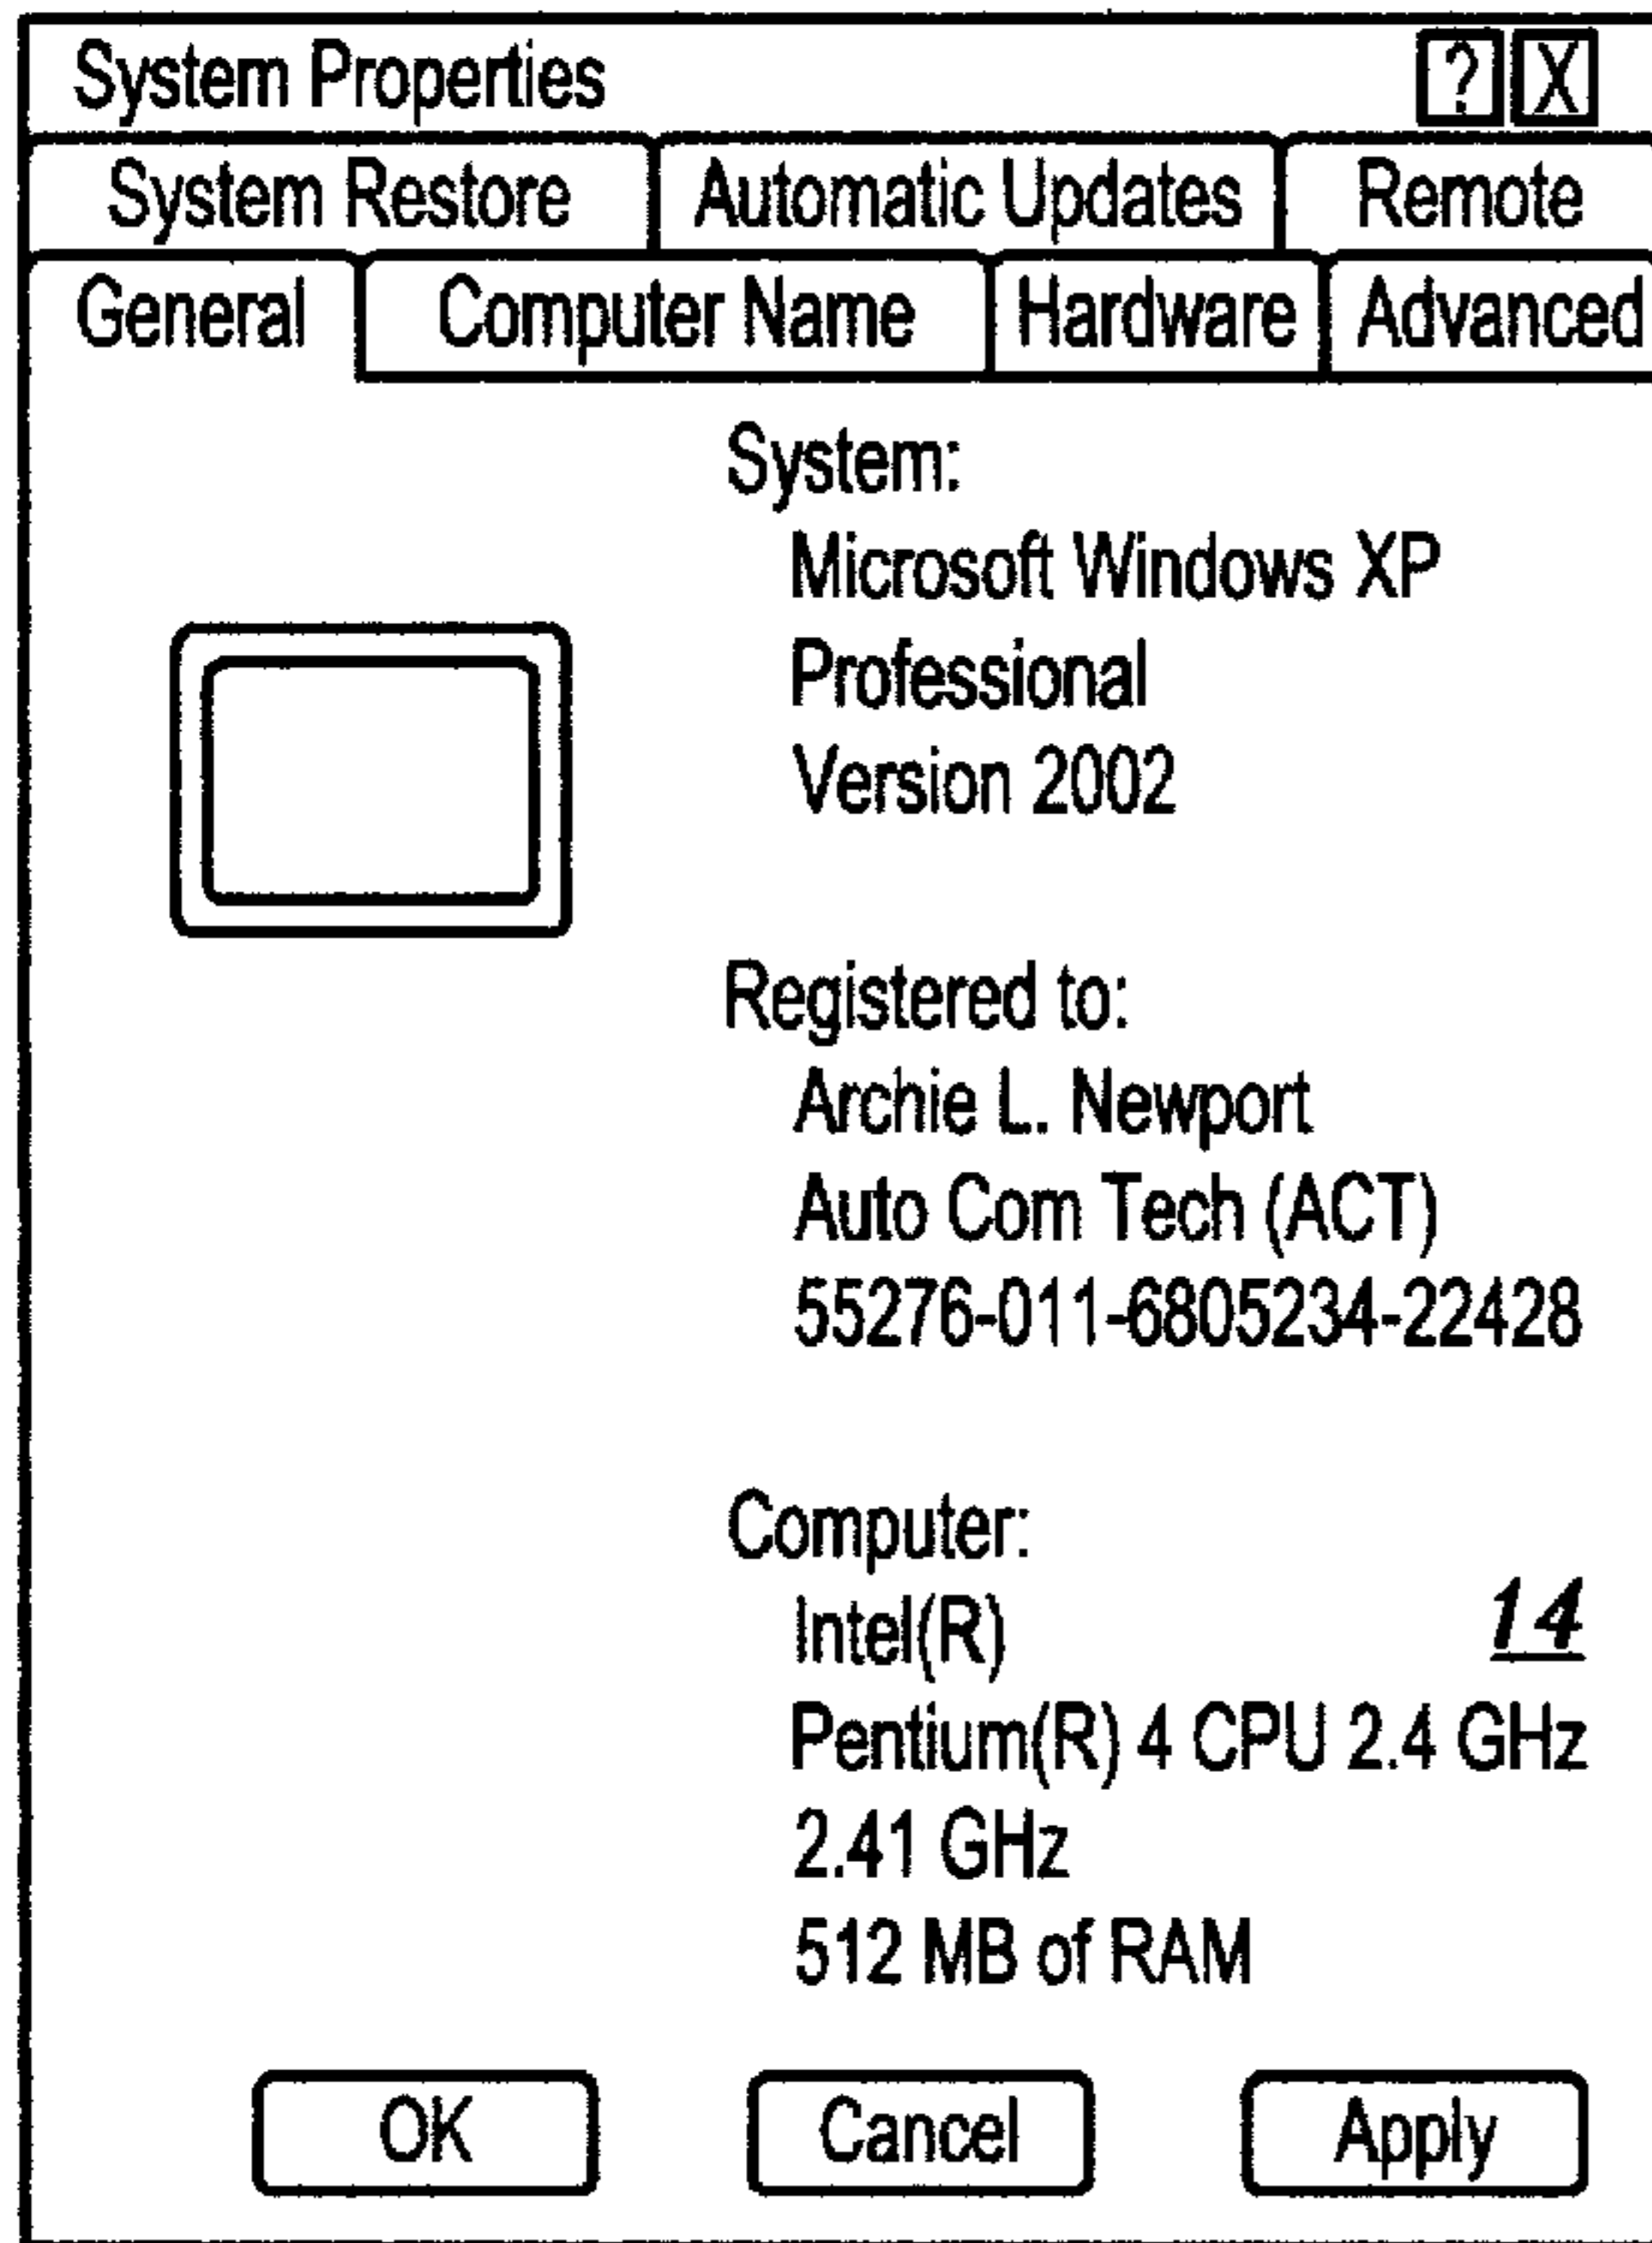 System Properties ? X
System Restore Automatic Updates Remote
General Computer Name Hardware Advanced
System:
Microsoft Windows XP
Professional
Version 2002
Registered to:
Archie L. Newport
Auto Com Tech (ACT)
55276-011-6805234-22428
Computer:
Intel(R) 14
Pentium(R) 4 CPU 2.4 GHz
2.41 GHz
512 MB of RAM
OK Cancel Apply